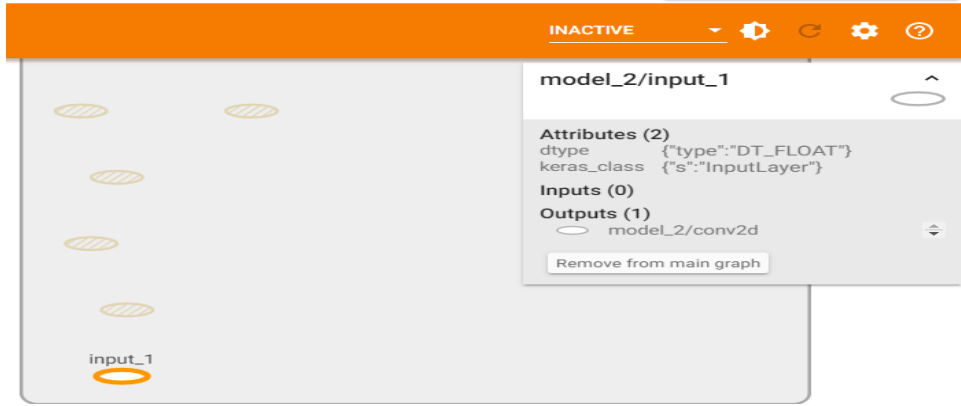 INACTIVE
model_2/input_1
Attributes (2)
dtype {"type":"DT_FLOAT"}
keras_class {"s":"InputLayer"}
Inputs (0)
Outputs (1)
model_2/conv2d
Remove from main graph
input_1